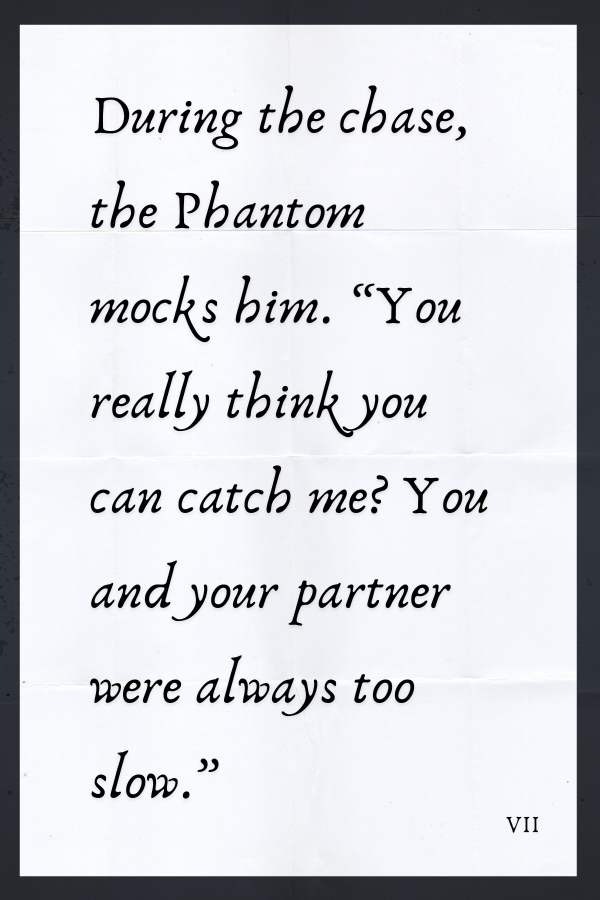 During the chase,
the Phantom
mocks him. “You
really think you
can catch me? You
and your partner
were always too
slow.”
VII